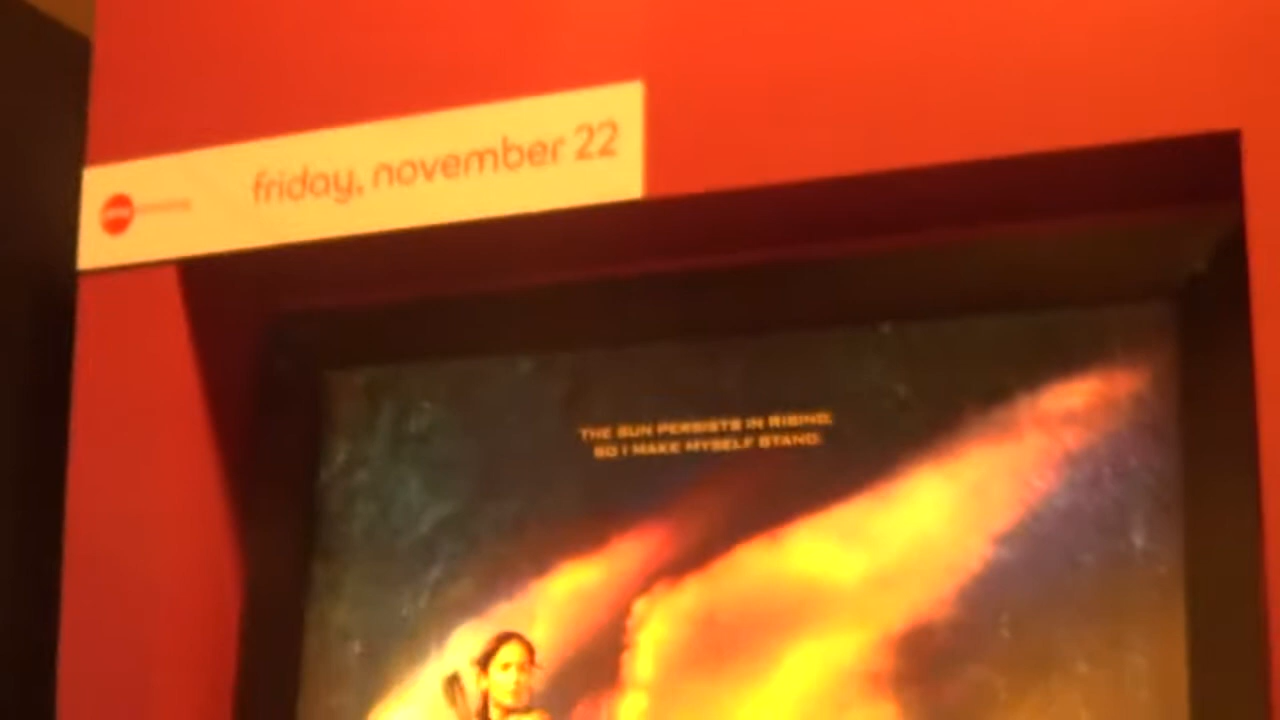 friday, november 22
THE SUN PERSISTS IN RISING,
SO I MAKE MYSELF STAND.